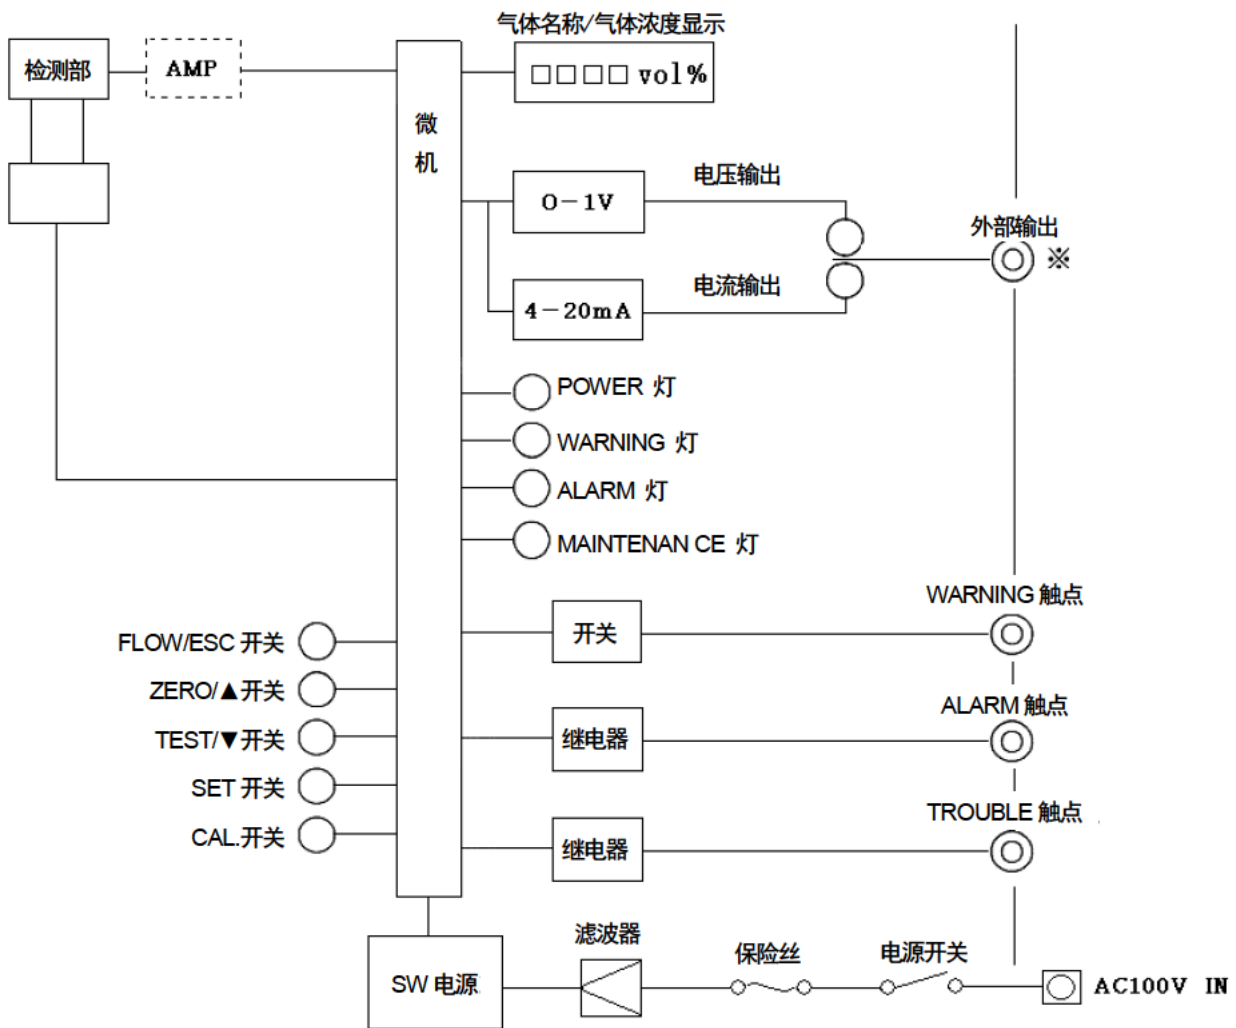 气体名称/气体浓度显示
检测部
AMP
□□□□ vol%
微
机
电压输出
0－1V
外部输出
※
电流输出
4－20mA
POWER 灯
WARNING 灯
ALARM 灯
MAINTENAN CE 灯
WARNING 触点
开关
FLOW/ESC 开关
ZERO/▲开关
ALARM 触点
继电器
TEST/▼开关
SET 开关
TROUBLE 触点
CAL.开关
继电器
滤波器
保险丝
电源开关
SW 电源
AC100V IN